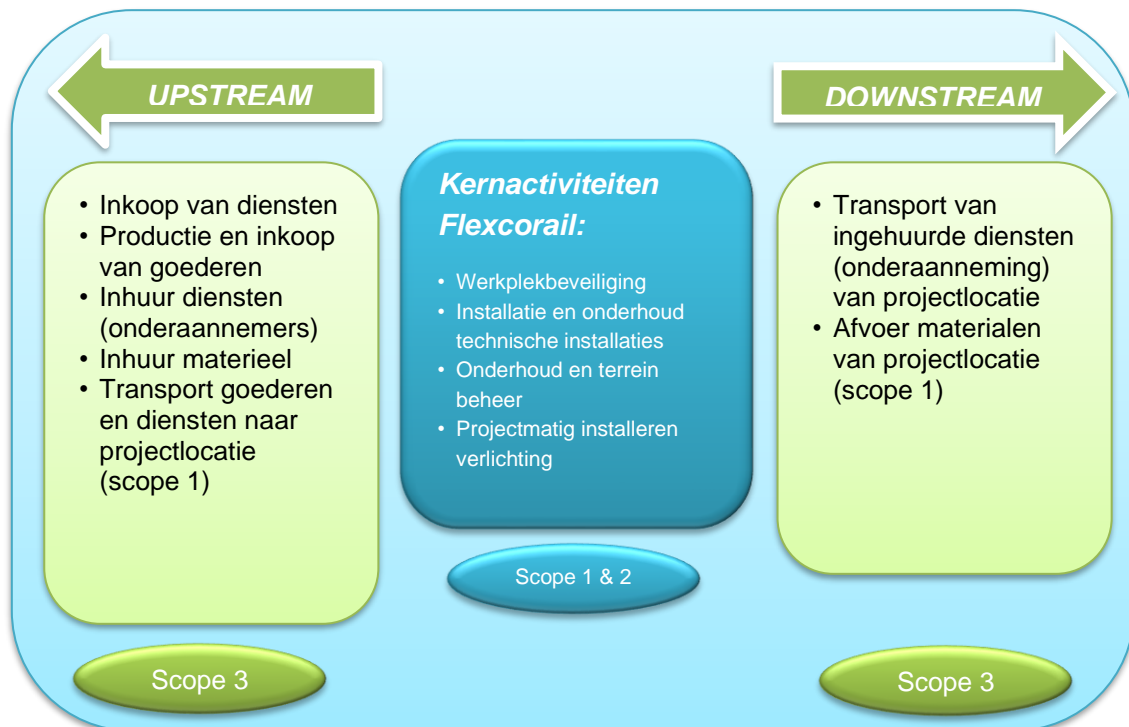 UPSTREAM
• Inkoop van diensten
• Productie en inkoop
van goederen
• Inhuur diensten
(onderaannemers)
• Inhuur materieel
• Transport goederen
en diensten naar
projectlocatie
(scope 1)
Scope 3
Kernactiviteiten
Flexcorail:
• Werkplekbeveiliging
• Installatie en onderhoud
technische installaties
• Onderhoud en terrein
beheer
• Projectmatig installeren
verlichting
Scope 1 & 2
DOWNSTREAM
• Transport van
ingehuurde diensten
(onderaanneming)
van projectlocatie
• Afvoer materialen
van projectlocatie
(scope 1)
Scope 3